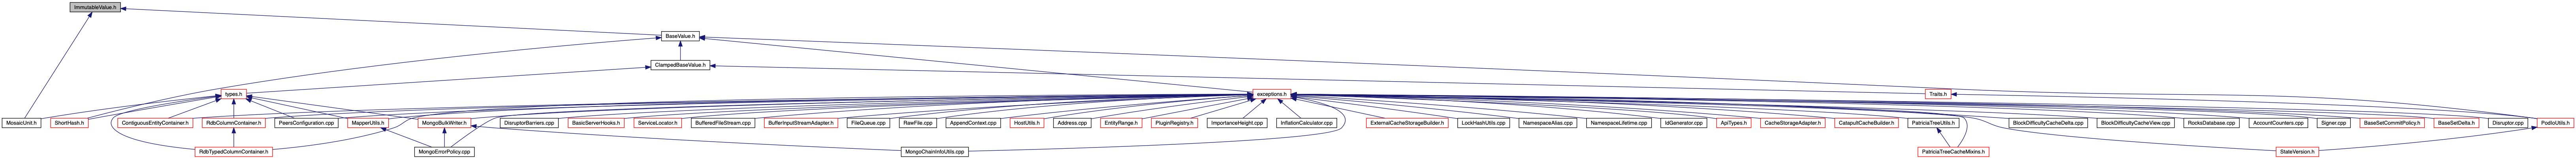 ImmutableValue.h
BaseValue.h
ClampedBaseValue.h
types.h
exceptions.h
Traits.h
MosaicUnit.h
ShortHash.h
ContiguousEntityContainer.h
RdbColumnContainer.h
PeersConfiguration.cpp
MapperUtils.h
MongoBulkWriter.h
DisruptorBarriers.cpp
BasicServerHooks.h
ServiceLocator.h
BufferedFileStream.cpp
BufferInputStreamAdapter.h
FileQueue.cpp
RawFile.cpp
AppendContext.cpp
HostUtils.h
Address.cpp
EntityRange.h
PluginRegistry.h
ImportanceHeight.cpp
InflationCalculator.cpp
ExternalCacheStorageBuilder.h
LockHashUtils.cpp
NamespaceAlias.cpp
NamespaceLifetime.cpp
IdGenerator.cpp
ApiTypes.h
CacheStorageAdapter.h
CatapultCacheBuilder.h
PatriciaTreeUtils.h
BlockDifficultyCacheDelta.cpp
BlockDifficultyCacheView.cpp
RocksDatabase.cpp
AccountCounters.cpp
Signer.cpp
BaseSetCommitPolicy.h
BaseSetDelta.h
Disruptor.cpp
PodIoUtils.h
RdbTypedColumnContainer.h
MongoErrorPolicy.cpp
MongoChainInfoUtils.cpp
PatriciaTreeCacheMixins.h
StateVersion.h